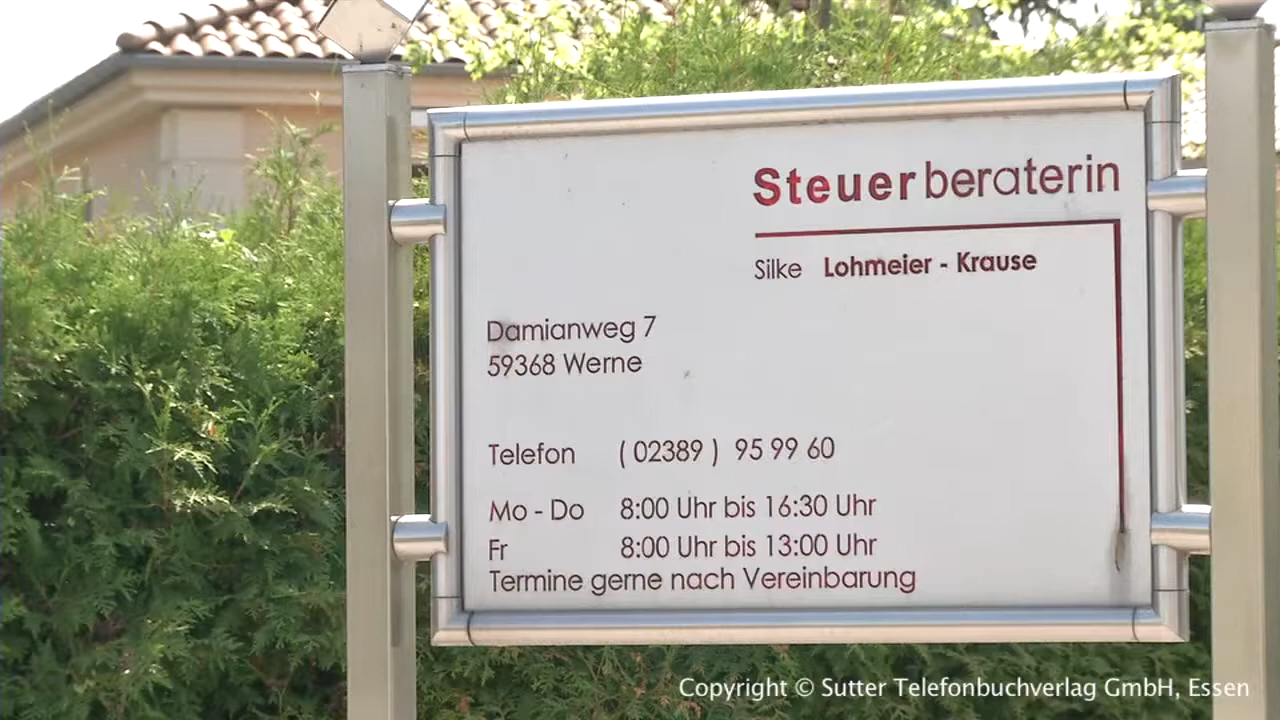 Steuerberaterin
Silke Lohmeier - Krause
Damianweg 7
59368 Werne
Telefon ( 02389 ) 95 99 60
Mo - Do 8:00 Uhr bis 16:30 Uhr
Fr 8:00 Uhr bis 13:00 Uhr
Termine gerne nach Vereinbarung
Copyright © Sutter Telefonbuchverlag GmbH, Essen